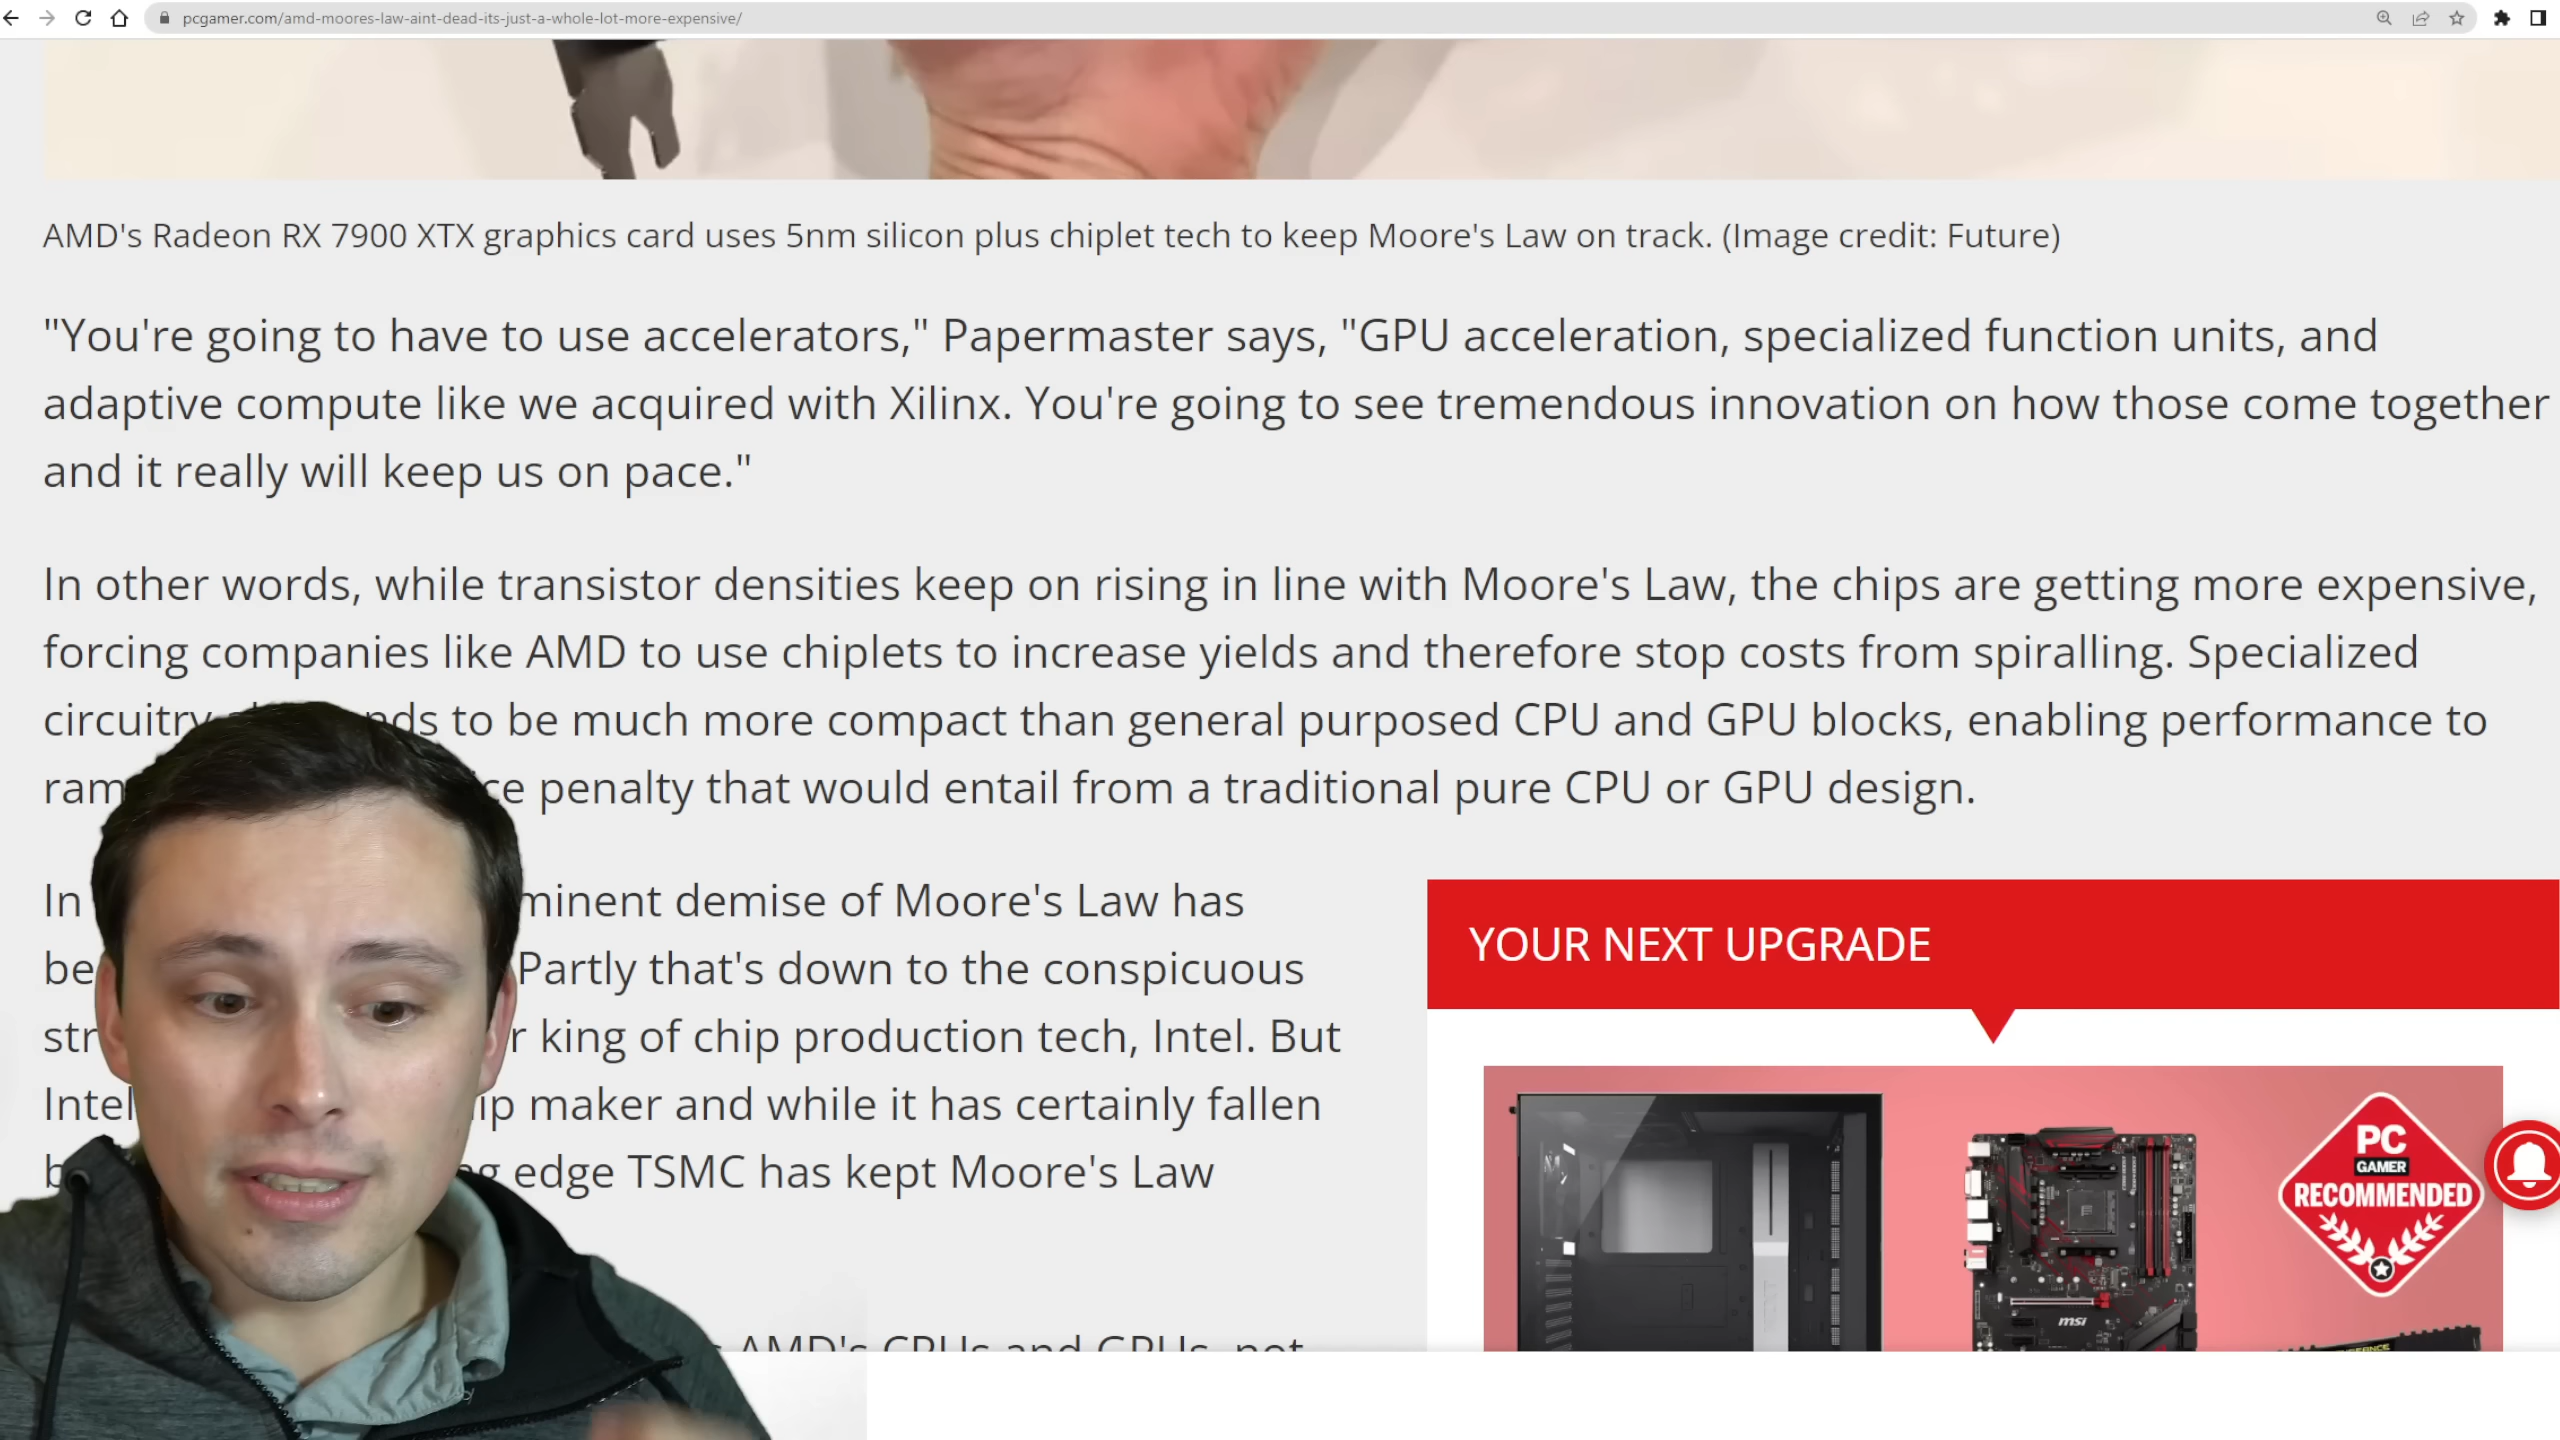 pcgamer.com/amd-moores-law-aint-dead-its-just-a-whole-lot-more-expensive/
AMD's Radeon RX 7900 XTX graphics card uses 5nm silicon plus chiplet tech to keep Moore's Law on track. (Image credit: Future)
"You're going to have to use accelerators," Papermaster says, "GPU acceleration, specialized function units, and
adaptive compute like we acquired with Xilinx. You're going to see tremendous innovation on how those come together
and it really will keep us on pace."
In other words, while transistor densities keep on rising in line with Moore's Law, the chips are getting more expensive,
forcing companies like AMD to use chiplets to increase yields and therefore stop costs from spiralling. Specialized
circuitry to be much more compact than general purposed CPU and GPU blocks, enabling performance to
penalty that would entail from a traditional pure CPU or GPU design.
In demise of Moore's Law has
Partly that's down to the conspicuous
king of chip production tech, Intel. But
Intel maker and while it has certainly fallen
edge TSMC has kept Moore's Law
AMD's CPUs and GPUs, not
YOUR NEXT UPGRADE
PC
GAMER
RECOMMENDED
msi